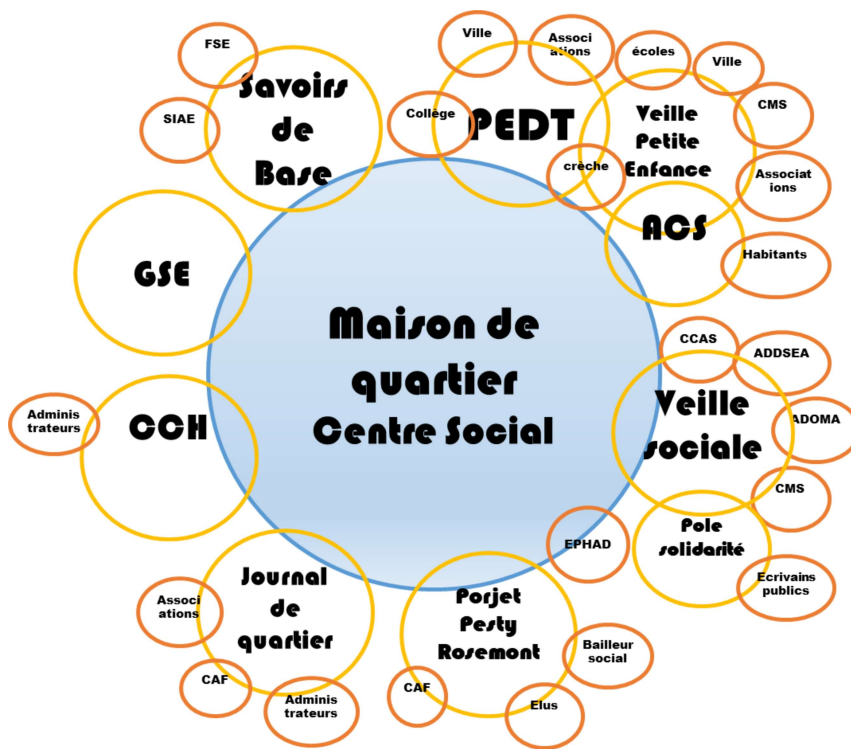 Ville
Associ
ations
écoles
Ville
FSE
Savoirs
de
Base
SIAE
Collège
PEDT
Veille
Petite
Enfance
CMS
crèche
Associat
ions
ACS
Habitants
GSE
Maison de
quartier
Centre Social
CCAS
ADDSEA
Veille
sociale
ADOMA
CMS
Adminis
trateurs
CCH
Pole
solidarité
EPHAD
Ecrivains
publics
Journal
de
quartier
Associ
ations
CAF
Adminis
trateurs
Porjet
Pesty
Rosemont
Bailleur
social
CAF
Elus